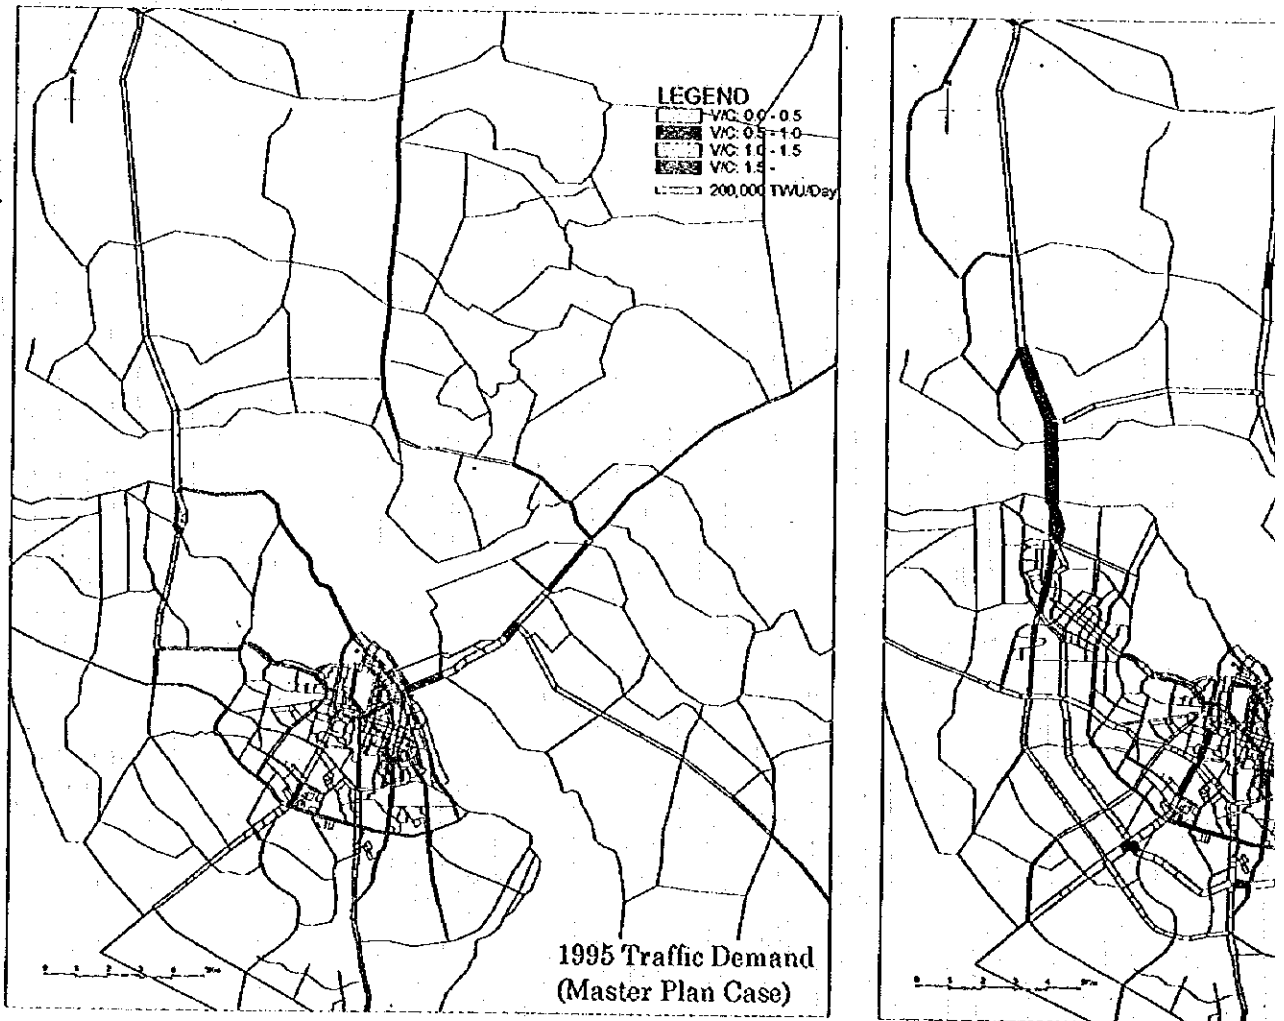 LEGEND
V/C: 0.0 - 0.5
V/C: 0.5 - 1.0
V/C: 1.0 - 1.5
V/C: 1.5 -
200,000 TWU/Day
1995 Traffic Demand
(Master Plan Case)